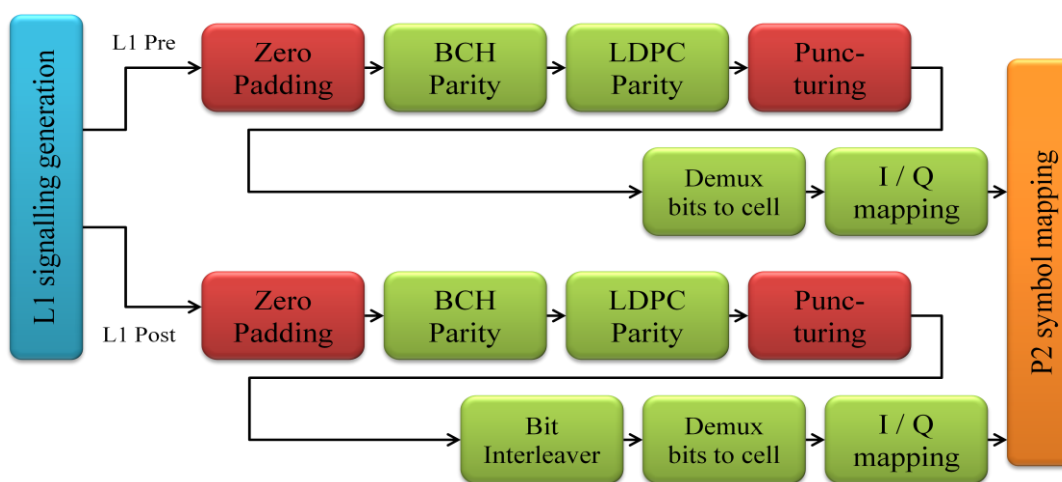 L1 signalling generation
L1 Pre
Zero
Padding
BCH
Parity
LDPC
Parity
Punc-
turing
Demux
bits to cell
I / Q
mapping
L1 Post
Zero
Padding
BCH
Parity
LDPC
Parity
Punc-
turing
Bit
Interleaver
Demux
bits to cell
I / Q
mapping
P2 symbol mapping